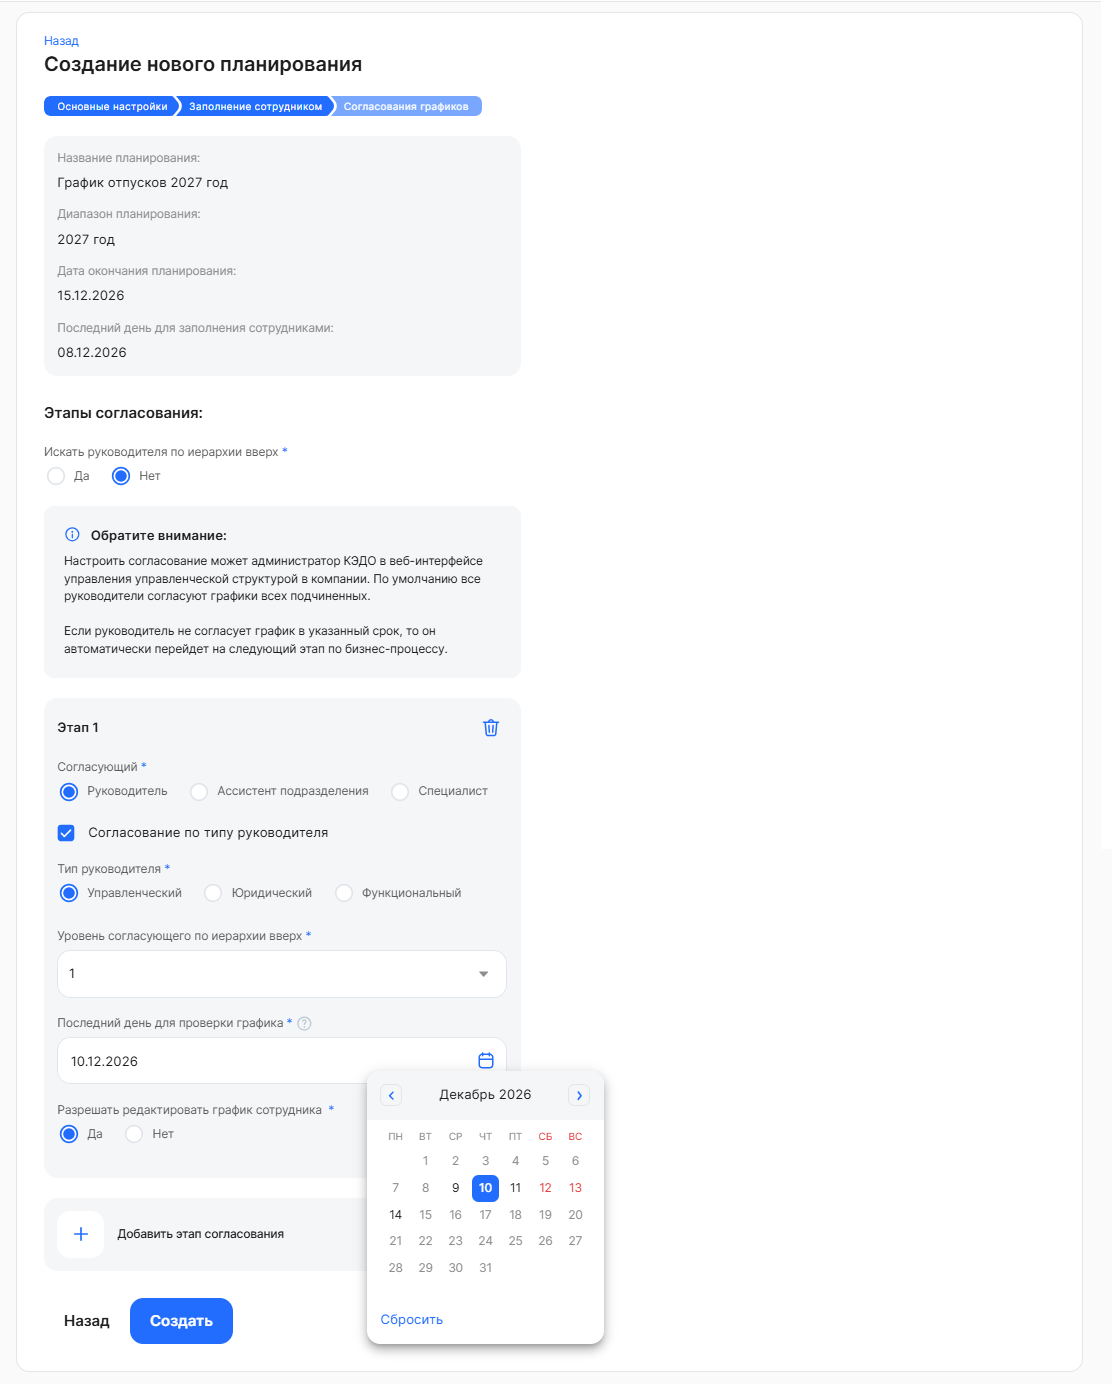 Назад
Создание нового планирования
Основные настройки
Заполнение сотрудником
Согласования графиков
Название планирования:
График отпусков 2027 год
Диапазон планирования:
2027 год
Дата окончания планирования:
15.12.2026
Последний день для заполнения сотрудниками:
08.12.2026
Этапы согласования:
Искать руководителя по иерархии вверх *
Да Нет
Обратите внимание:
Настроить согласование может администратор КЭДО в веб-интерфейсе
управления управленческой структурой в компании. По умолчанию все
руководители согласуют графики всех подчиненных.
Если руководитель не согласует график в указанный срок, то он
автоматически перейдет на следующий этап по бизнес-процессу.
Этап 1
Согласующий *
Руководитель Ассистент подразделения Специалист
Согласование по типу руководителя
Тип руководителя *
Управленческий Юридический Функциональный
Уровень согласующего по иерархии вверх *
1
Последний день для проверки графика * ?
10.12.2026
Разрешать редактировать график сотрудника *
Да Нет
Декабрь 2026
ПН ВТ СР ЧТ ПТ СБ ВС
1 2 3 4 5 6
7 8 9 10 11 12 13
14 15 16 17 18 19 20
21 22 23 24 25 26 27
28 29 30 31
Сбросить
Добавить этап согласования
Назад Создать